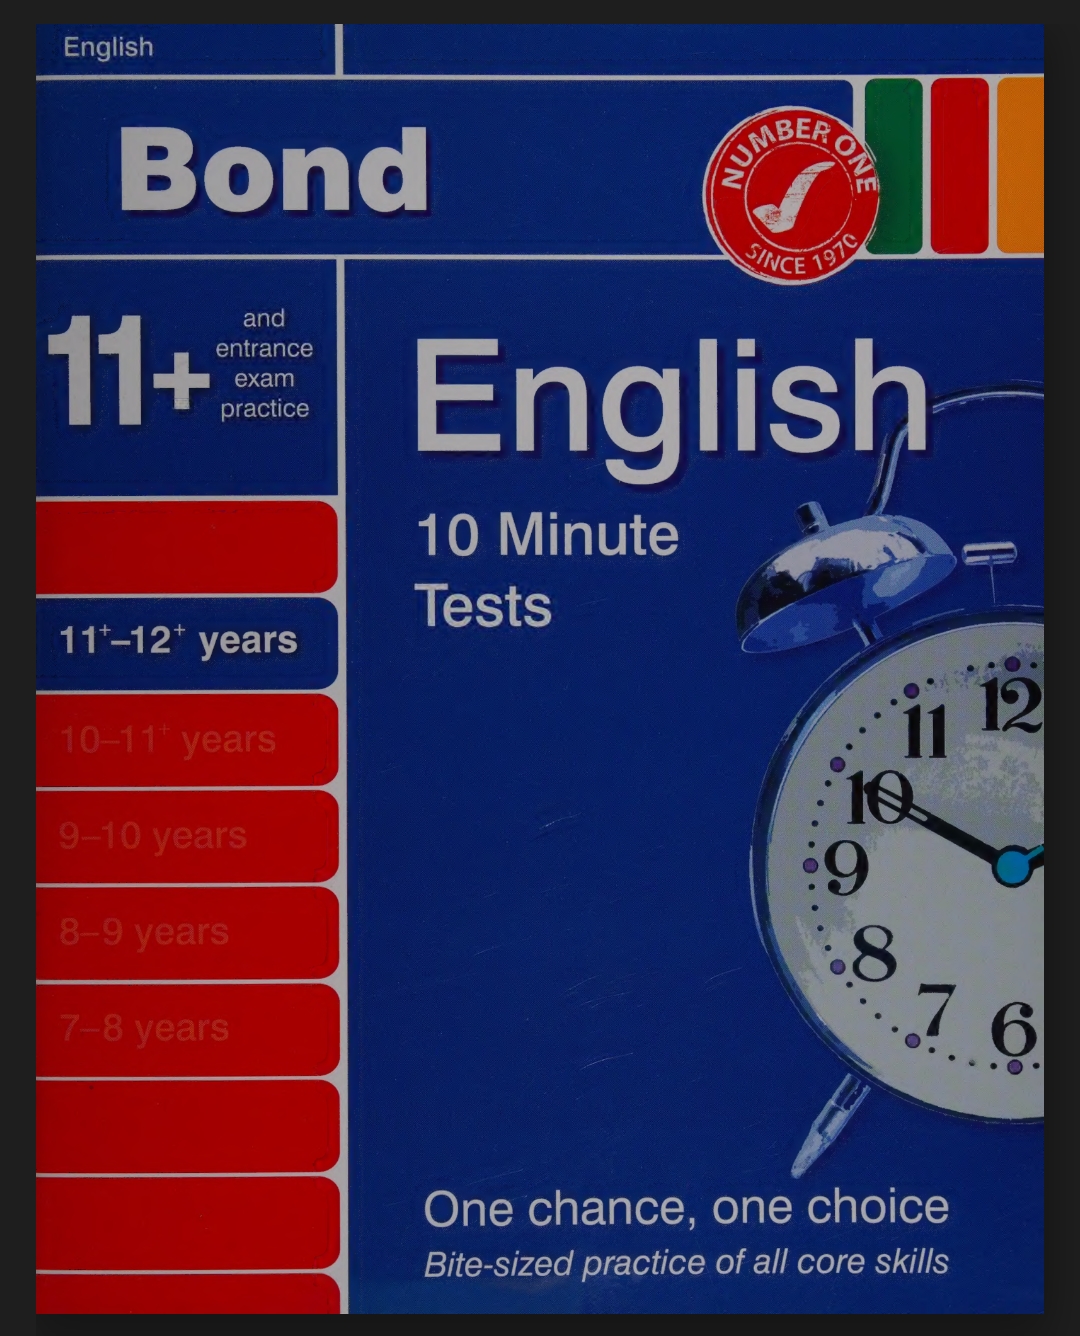 English
Bond
NUMBER ONE
SINCE 1970
11+
and
entrance
exam
practice
English
10 Minute
Tests
11+–12+ years
10–11+ years
9–10 years
8–9 years
7–8 years
12
11
10
9
8
7
6
One chance, one choice
Bite-sized practice of all core skills